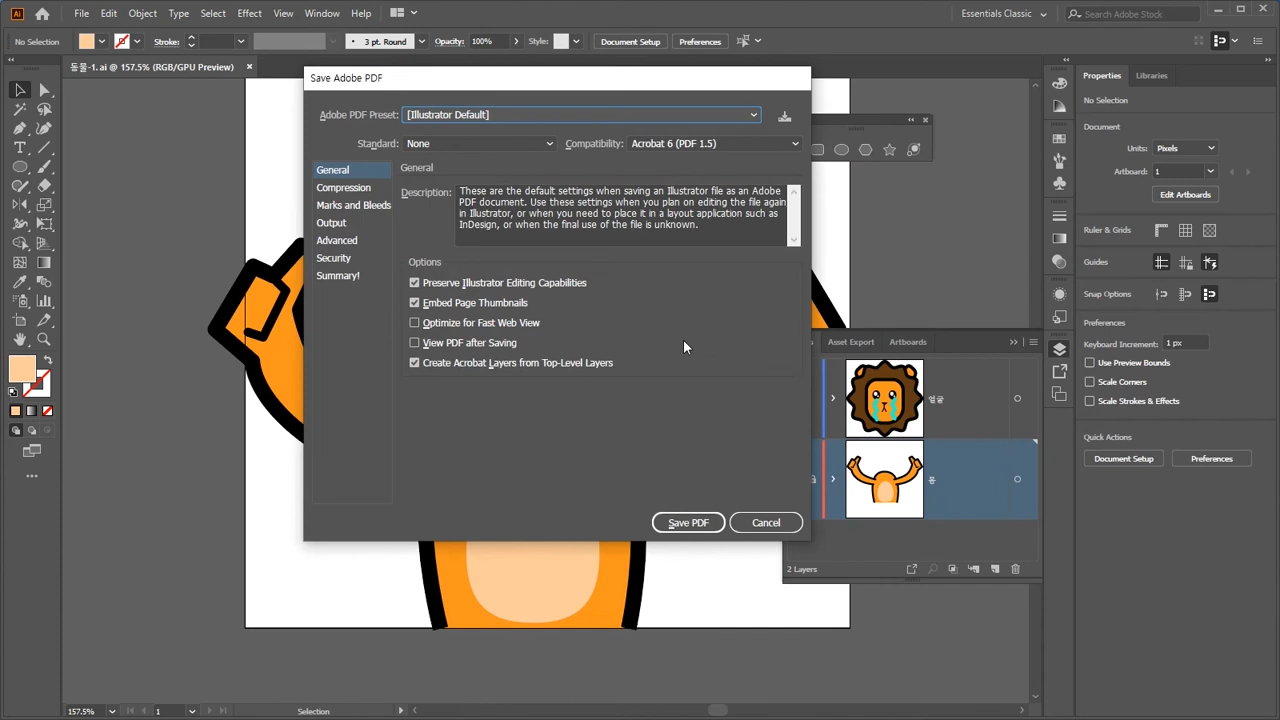 Ai File Edit Object Type Select Effect View Window Help Essentials Classic Search Adobe Stock
No Selection Stroke: 3 pt. Round Opacity: 100% Style: Document Setup Preferences
동물-1.ai @ 157.5% (RGB/GPU Preview)
Save Adobe PDF
Adobe PDF Preset: [Illustrator Default]
Standard: None Compatibility: Acrobat 6 (PDF 1.5)
General
Compression
Marks and Bleeds
Output
Advanced
Security
Summary!
General
Description: These are the default settings when saving an Illustrator file as an Adobe
PDF document. Use these settings when you plan on editing the file again
in Illustrator, or when you need to place it in a layout application such as
InDesign, or when the final use of the file is unknown.
Options
Preserve Illustrator Editing Capabilities
Embed Page Thumbnails
Optimize for Fast Web View
View PDF after Saving
Create Acrobat Layers from Top-Level Layers
Save PDF Cancel
Asset Export Artboards
얼굴
몸
2 Layers
Properties Libraries
No Selection
Document
Units: Pixels
Artboard: 1
Edit Artboards
Ruler & Grids
Guides
Snap Options
Preferences
Keyboard Increment: 1 px
Use Preview Bounds
Scale Corners
Scale Strokes & Effects
Quick Actions
Document Setup Preferences
157.5% 1 Selection